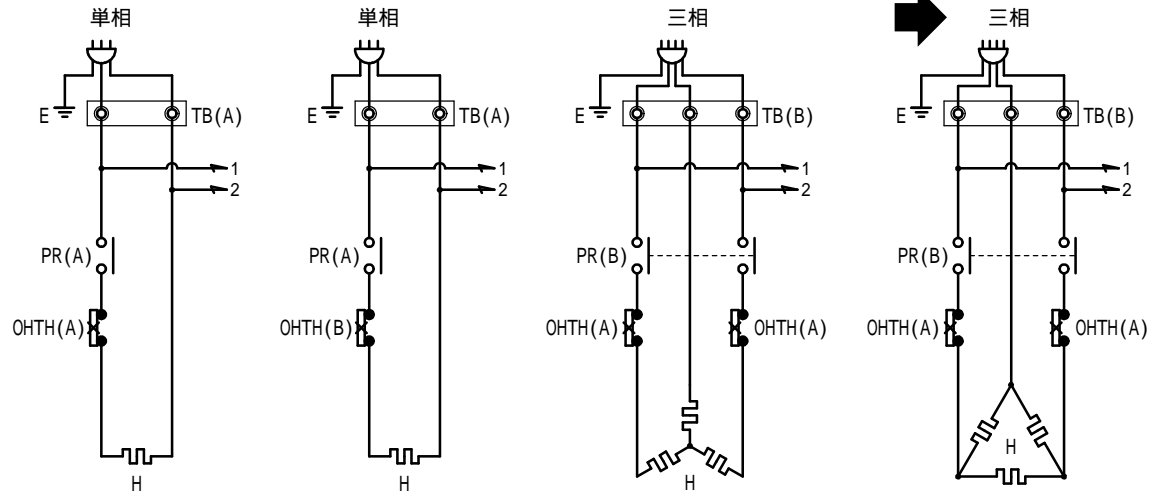 単相
単相
三相
三相
E
TB(A)
E
TB(A)
E
TB(B)
E
TB(B)
1
1
1
1
2
2
2
2
PR(A)
PR(A)
PR(B)
PR(B)
OHTH(A)
OHTH(B)
OHTH(A)
OHTH(A)
OHTH(A)
OHTH(A)
H
H
H
H